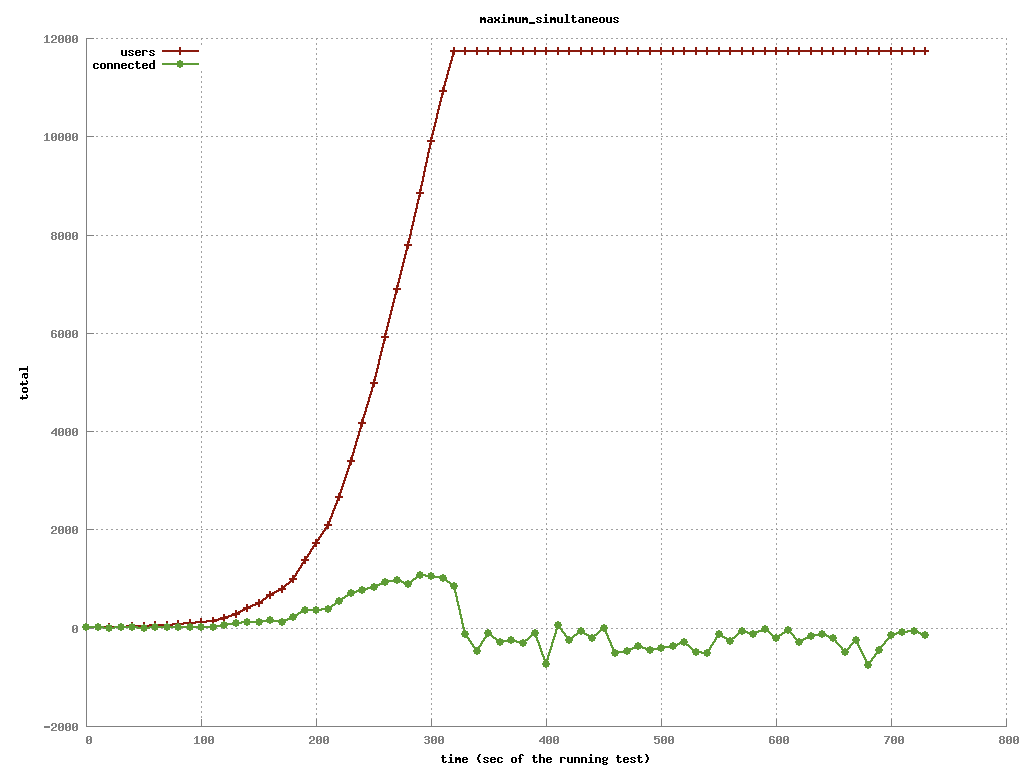 maximum_simultaneous
users
connected
12000
10000
8000
6000
4000
2000
0
-2000
total
0 100 200 300 400 500 600 700 800
time (sec of the running test)